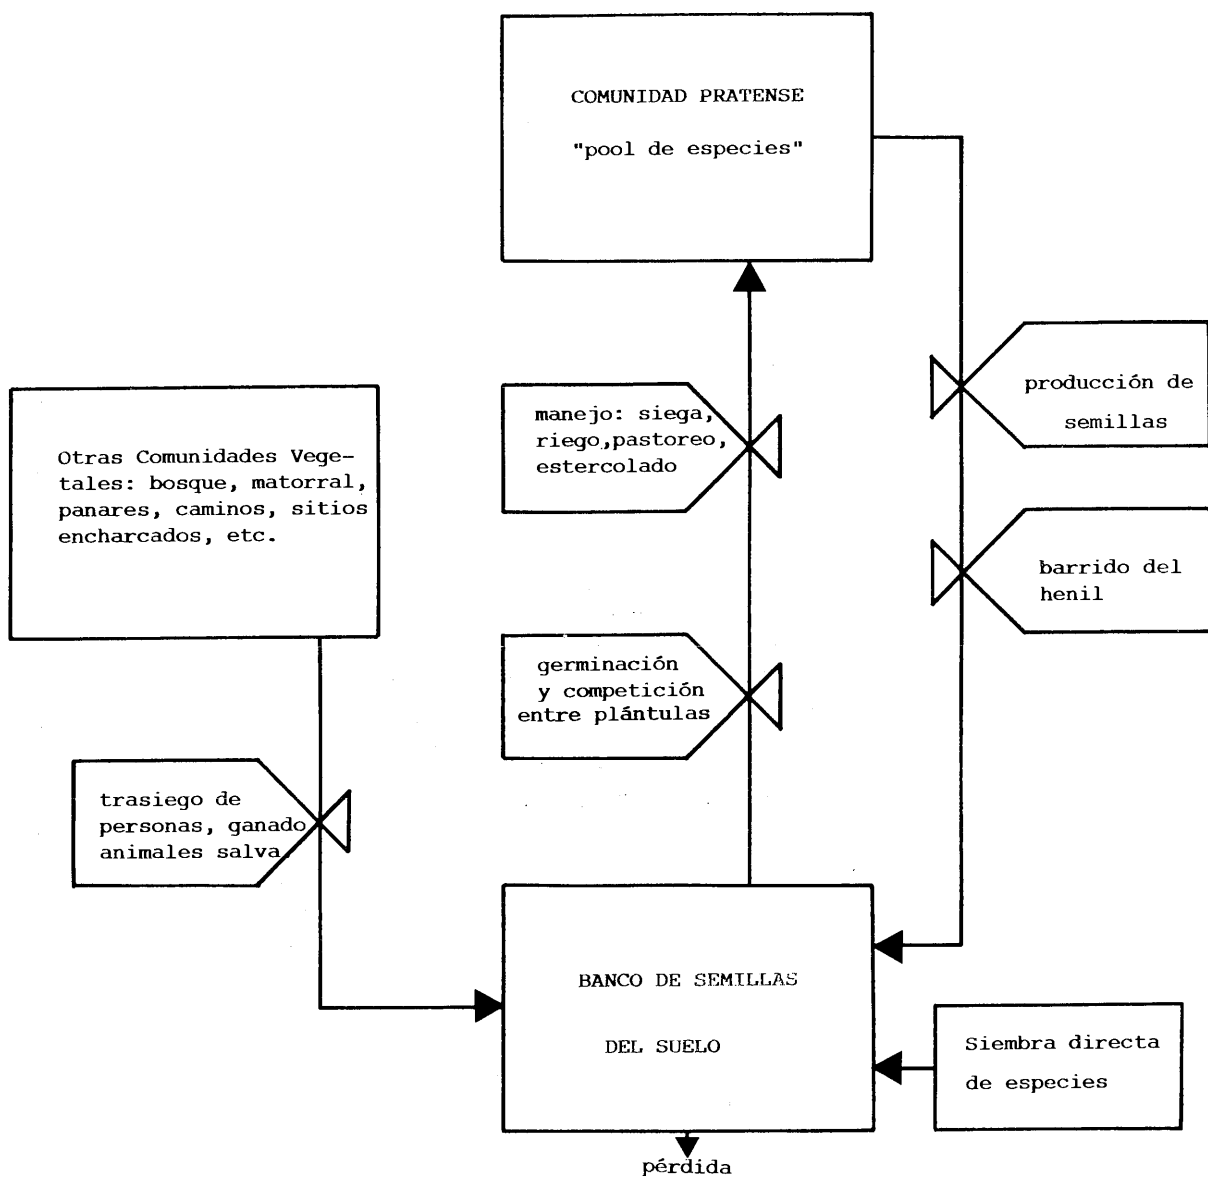 COMUNIDAD PRATENSE
"pool de especies"
Otras Comunidades Vege-
tales: bosque, matorral,
panares, caminos, sitios
encharcados, etc.
manejo: siega,
riego,pastoreo,
estercolado
producción de
semillas
barrido del
henil
germinación
y competición
entre plántulas
trasiego de
personas, ganado
animales salva.
BANCO DE SEMILLAS
DEL SUELO
Siembra directa
de especies
pérdida